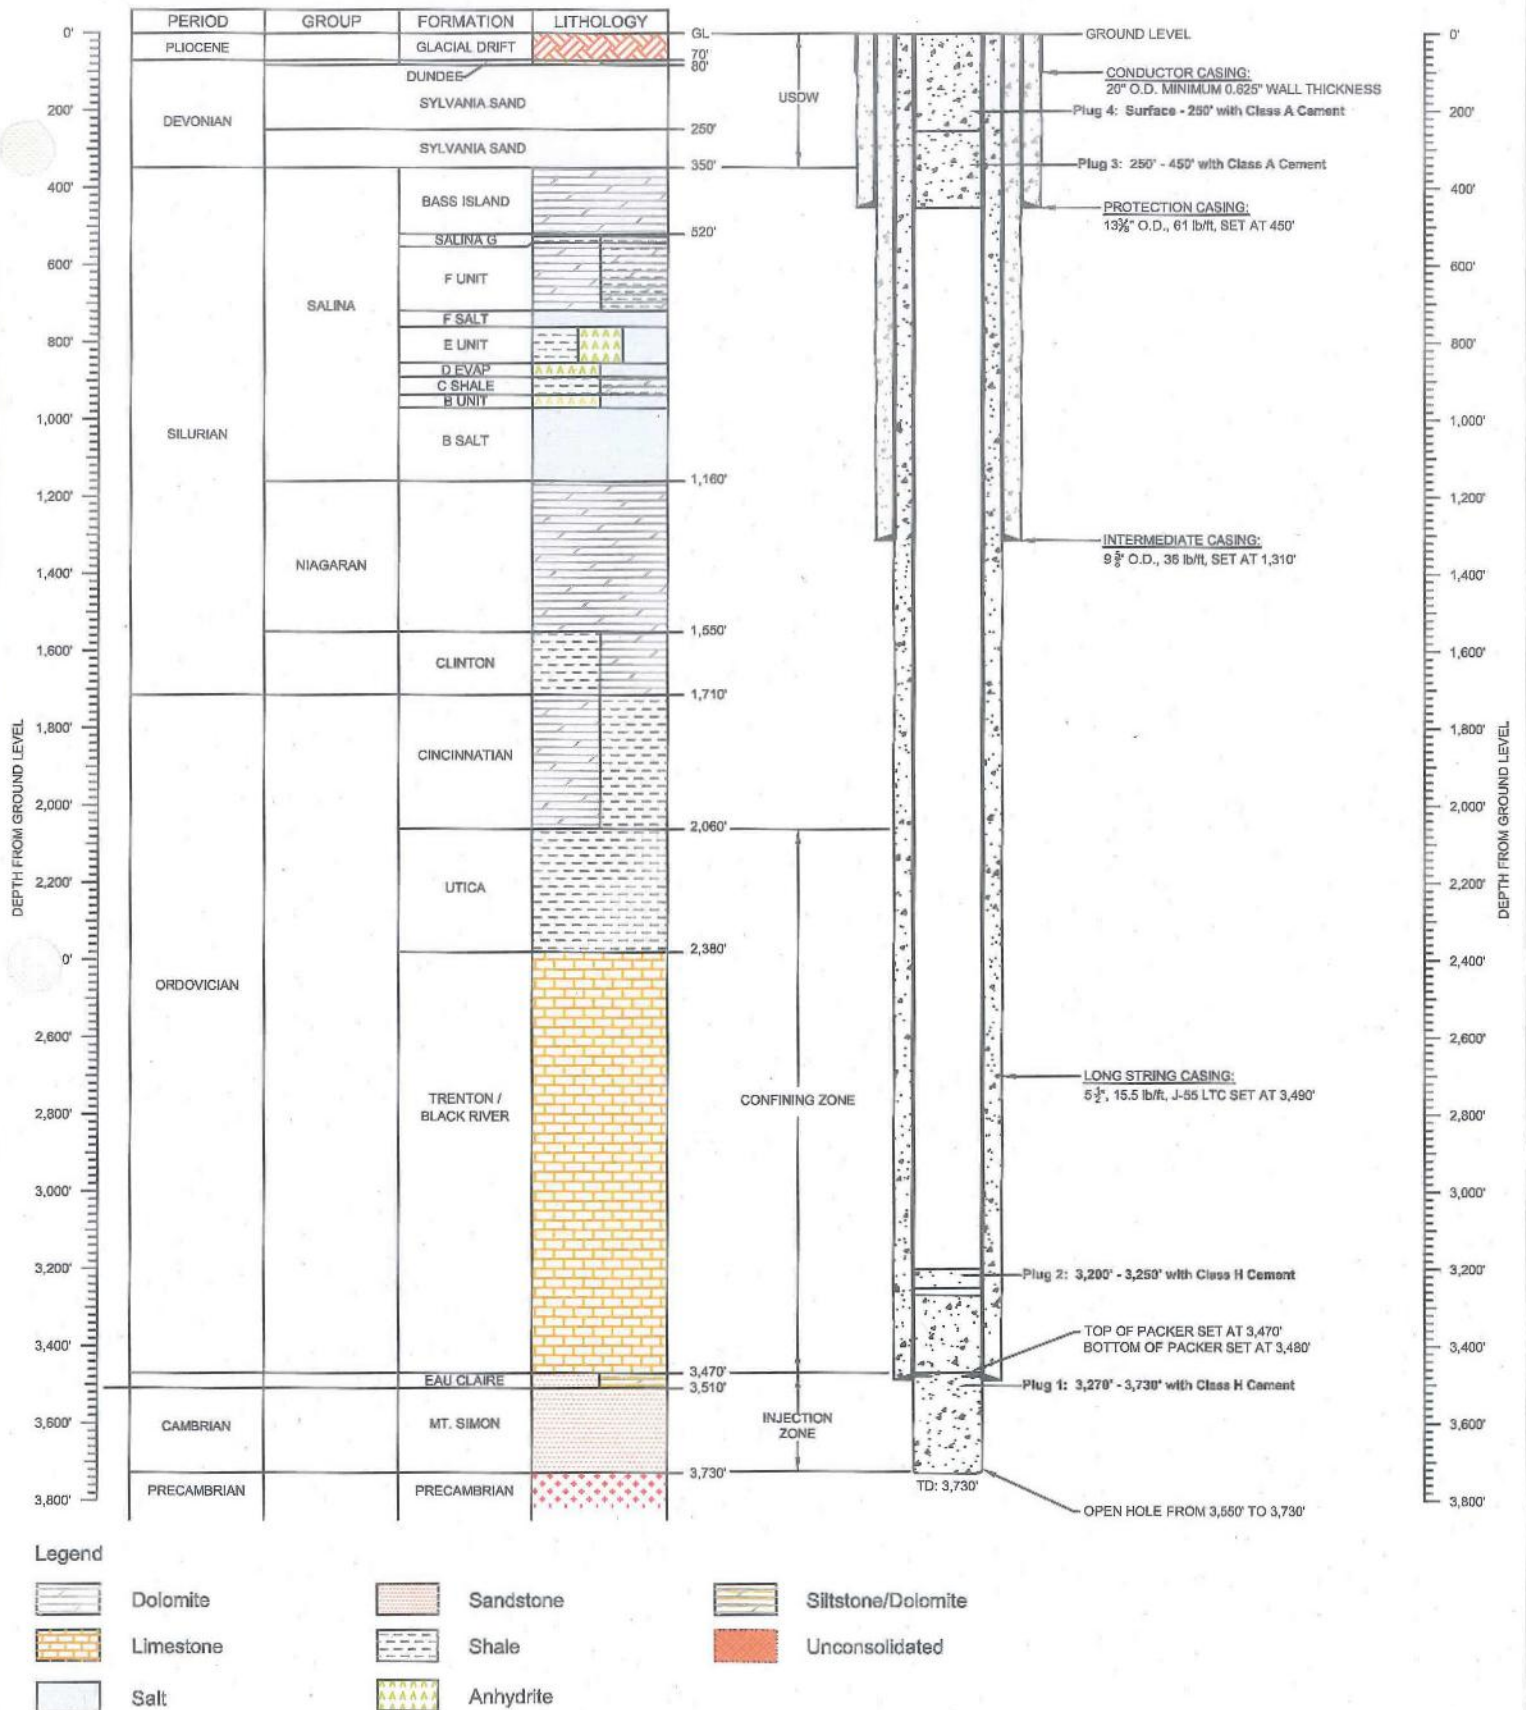 PERIOD GROUP FORMATION LITHOLOGY
0' GL GROUND LEVEL 0'
PLIOCENE GLACIAL DRIFT
70'
80'
DUNDEE
CONDUCTOR CASING:
20" O.D. MINIMUM 0.625" WALL THICKNESS
SYLVANIA SAND
USDW
200' Plug 4: Surface - 250' with Class A Cement 200'
DEVONIAN
250'
SYLVANIA SAND
Plug 3: 250' - 450' with Class A Cement
350'
400' 400'
BASS ISLAND
PROTECTION CASING:
13⅜" O.D., 61 lb/ft, SET AT 450'
520'
SALINA G
600' 600'
F UNIT
SALINA
F SALT
800' E UNIT 800'
D EVAP
C SHALE
B UNIT
1,000' 1,000'
SILURIAN
B SALT
1,160'
1,200' 1,200'
INTERMEDIATE CASING:
9⅝" O.D., 36 lb/ft, SET AT 1,310'
NIAGARAN
1,400' 1,400'
1,550'
1,600' 1,600'
CLINTON
1,710'
1,800' 1,800'
CINCINNATIAN
DEPTH FROM GROUND LEVEL
DEPTH FROM GROUND LEVEL
2,000' 2,000'
2,060'
2,200' UTICA 2,200'
2,380'
0' 2,400'
ORDOVICIAN
2,600' 2,600'
LONG STRING CASING:
5½", 15.5 lb/ft, J-55 LTC SET AT 3,490'
TRENTON /
BLACK RIVER
CONFINING ZONE
2,800' 2,800'
3,000' 3,000'
3,200' Plug 2: 3,200' - 3,250' with Class H Cement 3,200'
TOP OF PACKER SET AT 3,470'
BOTTOM OF PACKER SET AT 3,480'
3,400' 3,400'
3,470'
EAU CLAIRE
3,510'
Plug 1: 3,270' - 3,730' with Class H Cement
CAMBRIAN MT. SIMON
INJECTION
ZONE
3,600' 3,600'
3,730'
TD: 3,730'
PRECAMBRIAN PRECAMBRIAN
3,800' 3,800'
OPEN HOLE FROM 3,550' TO 3,730'
Legend
Dolomite Sandstone Siltstone/Dolomite
Limestone Shale Unconsolidated
Salt Anhydrite